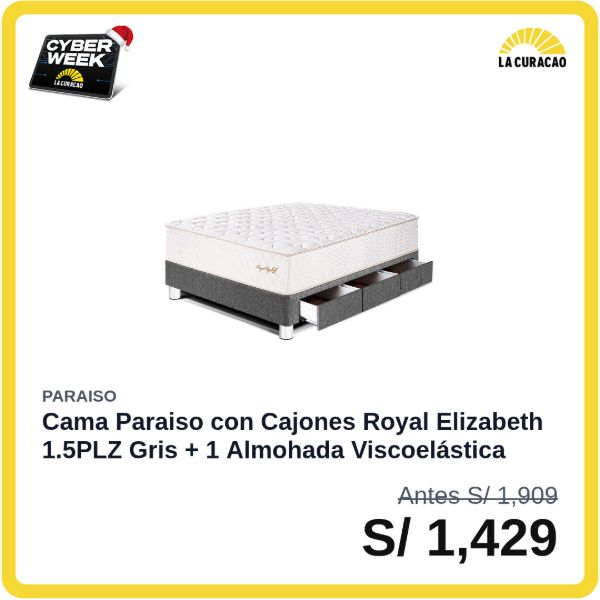 CYBER
WEEK
LA CURACAO
LA CURACAO
PARAISO
Cama Paraiso con Cajones Royal Elizabeth
1.5PLZ Gris + 1 Almohada Viscoelástica
Antes S/ 1,909
S/ 1,429